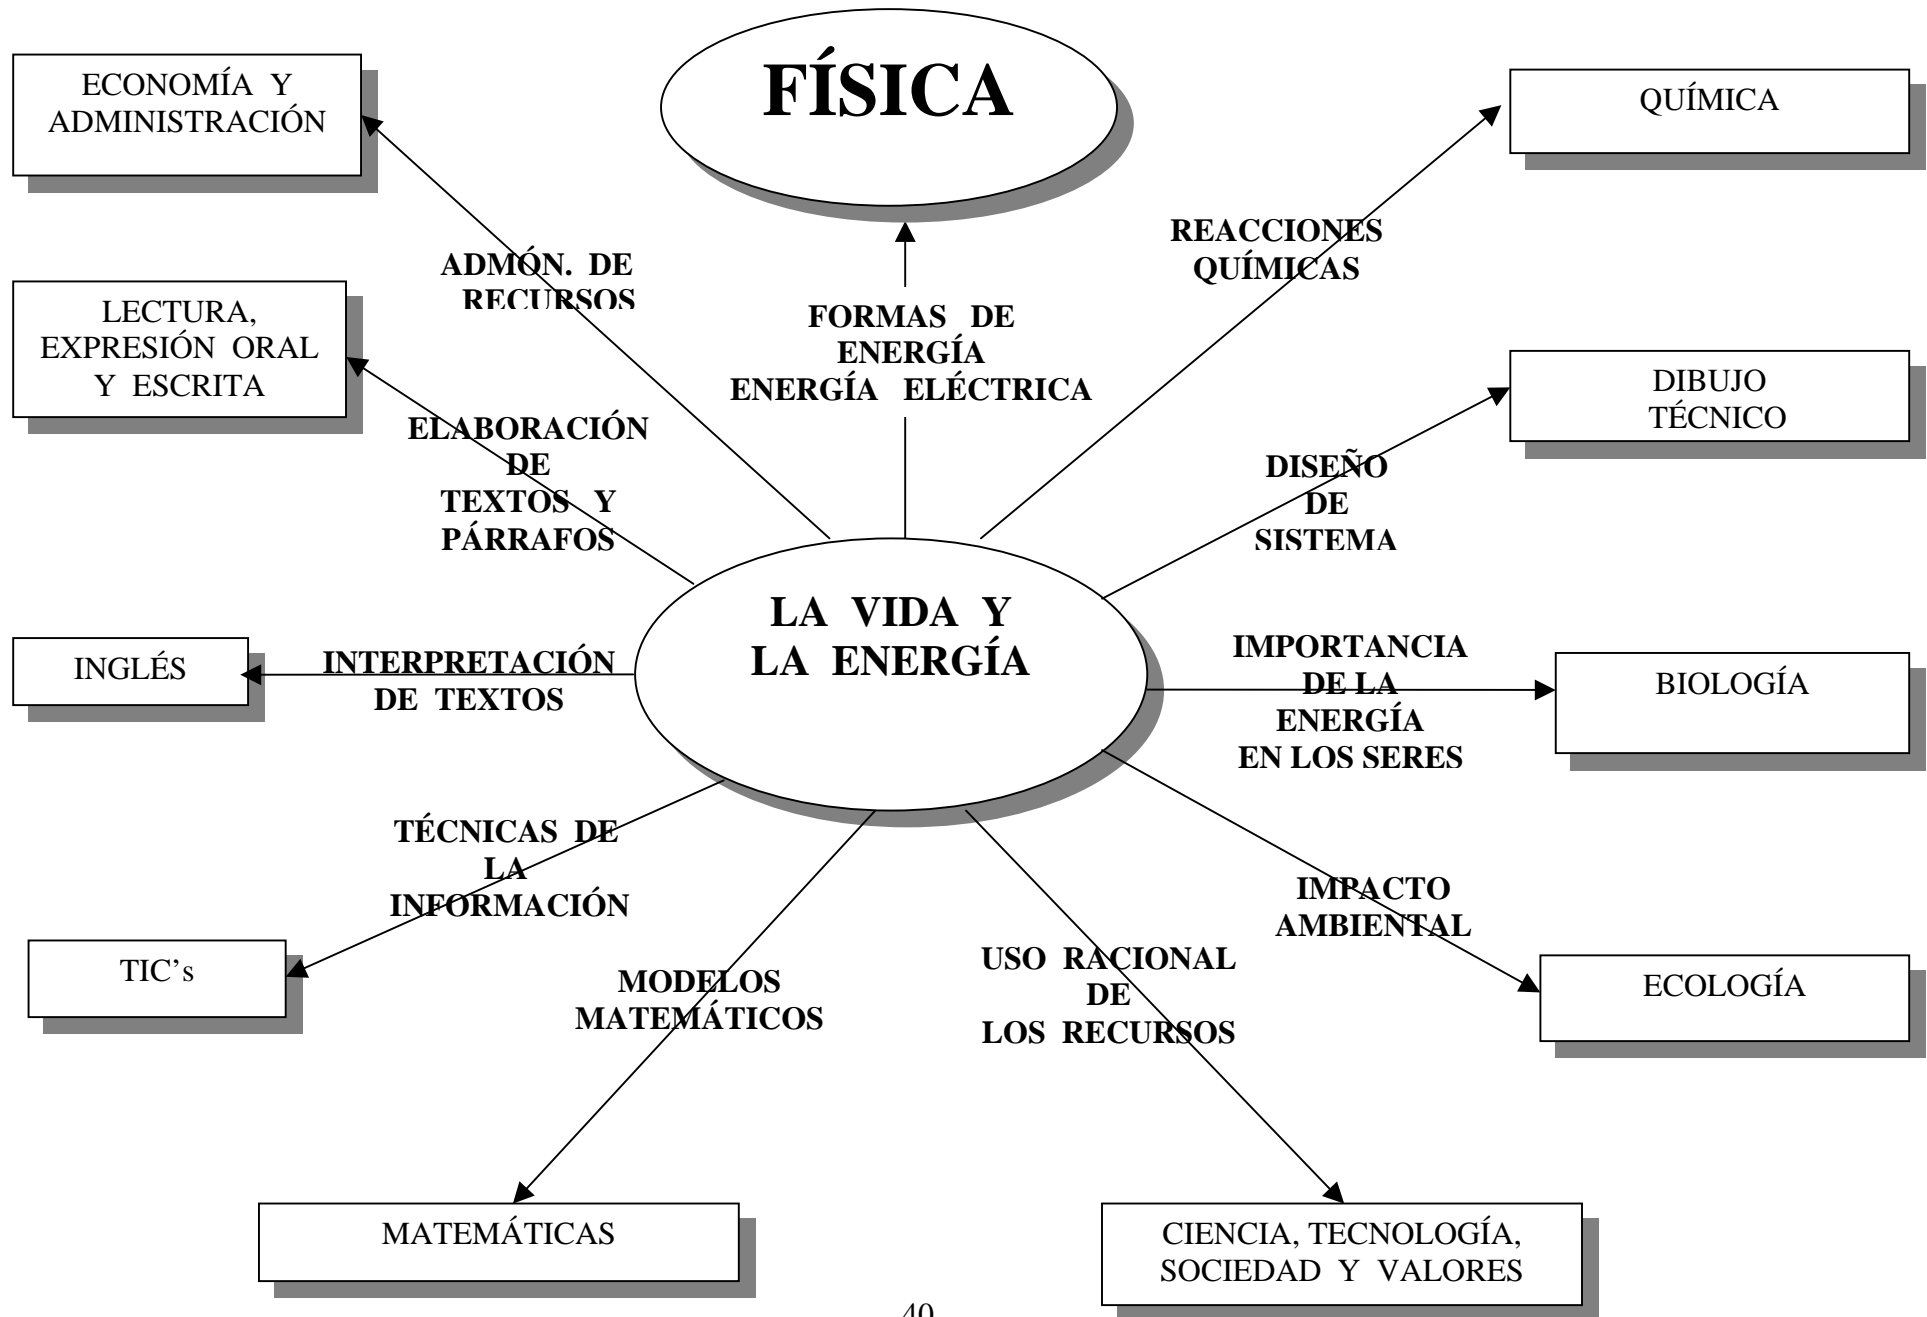 FÍSICA
ECONOMÍA Y
ADMINISTRACIÓN
QUÍMICA
REACCIONES
QUÍMICAS
ADMÓN. DE
RECURSOS
LECTURA,
EXPRESIÓN ORAL
Y ESCRITA
FORMAS DE
ENERGÍA
ENERGÍA ELÉCTRICA
DIBUJO
TÉCNICO
ELABORACIÓN
DE
TEXTOS Y
PÁRRAFOS
DISEÑO
DE
SISTEMA
LA VIDA Y
LA ENERGÍA
INGLÉS
INTERPRETACIÓN
DE TEXTOS
IMPORTANCIA
DE LA
ENERGÍA
EN LOS SERES
BIOLOGÍA
TÉCNICAS DE
LA
INFORMACIÓN
IMPACTO
AMBIENTAL
TIC's
MODELOS
MATEMÁTICOS
USO RACIONAL
DE
LOS RECURSOS
ECOLOGÍA
MATEMÁTICAS
CIENCIA, TECNOLOGÍA,
SOCIEDAD Y VALORES
40